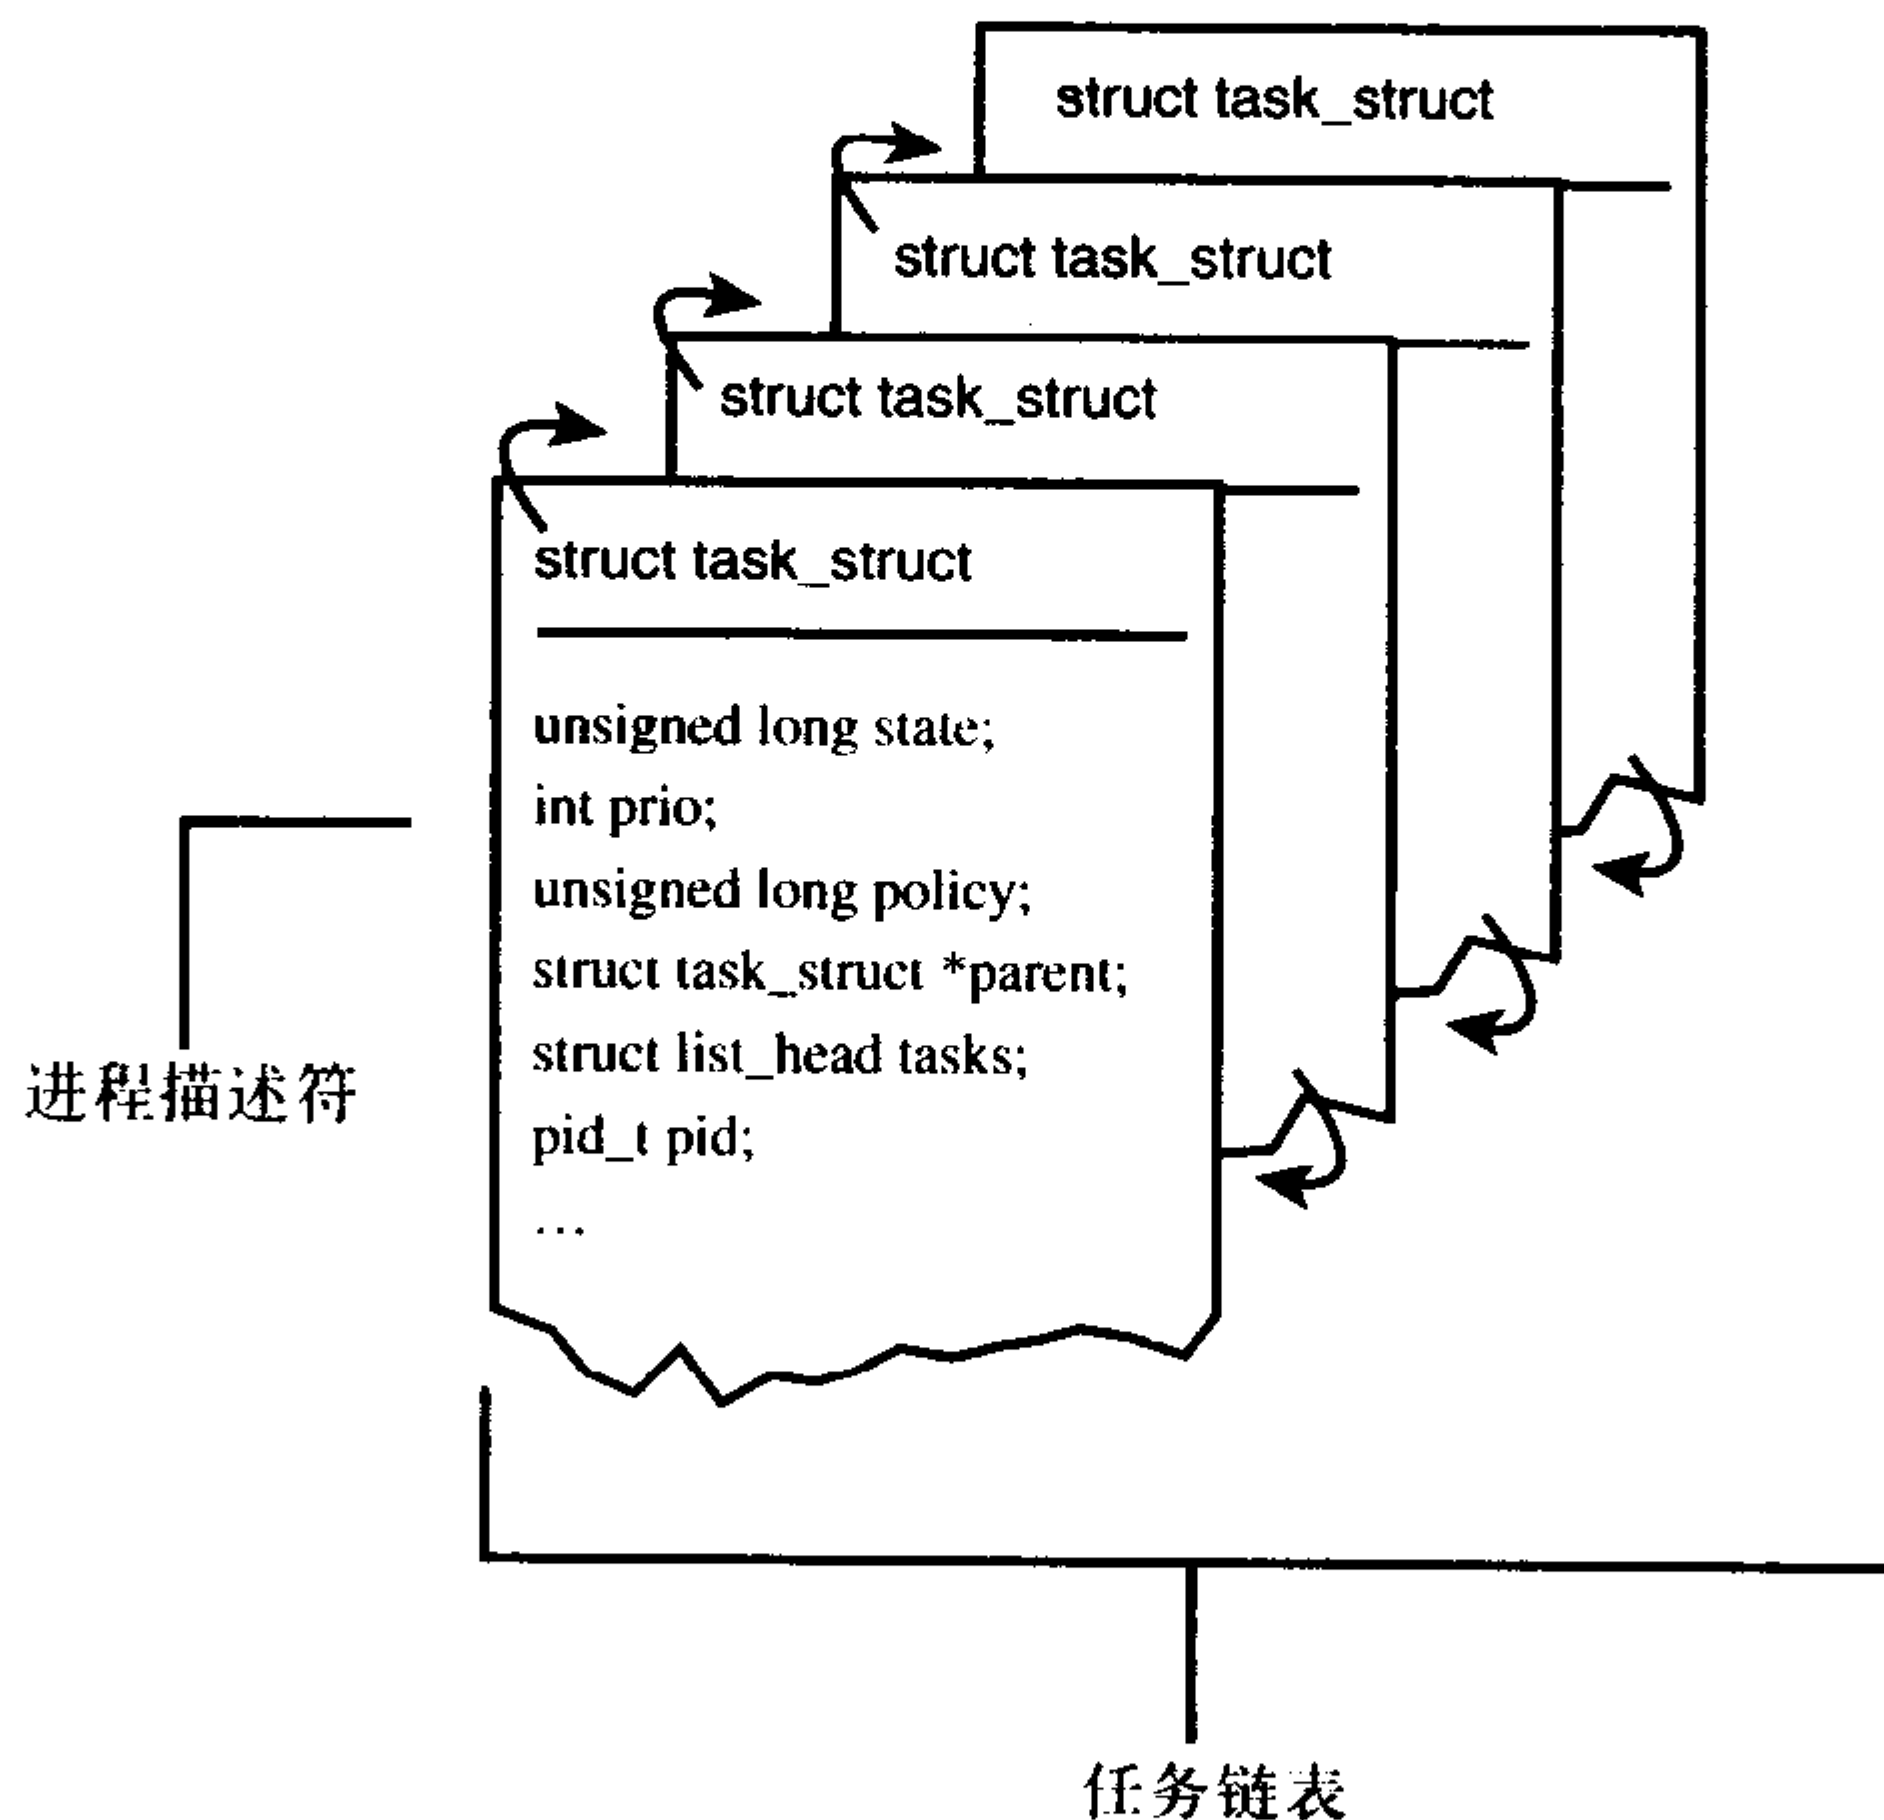 struct task_struct
struct task_struct
struct task_struct
struct task_struct
unsigned long state;
int prio;
unsigned long policy;
struct task_struct *parent;
struct list_head tasks;
pid_t pid;
…
进程描述符
任务链表